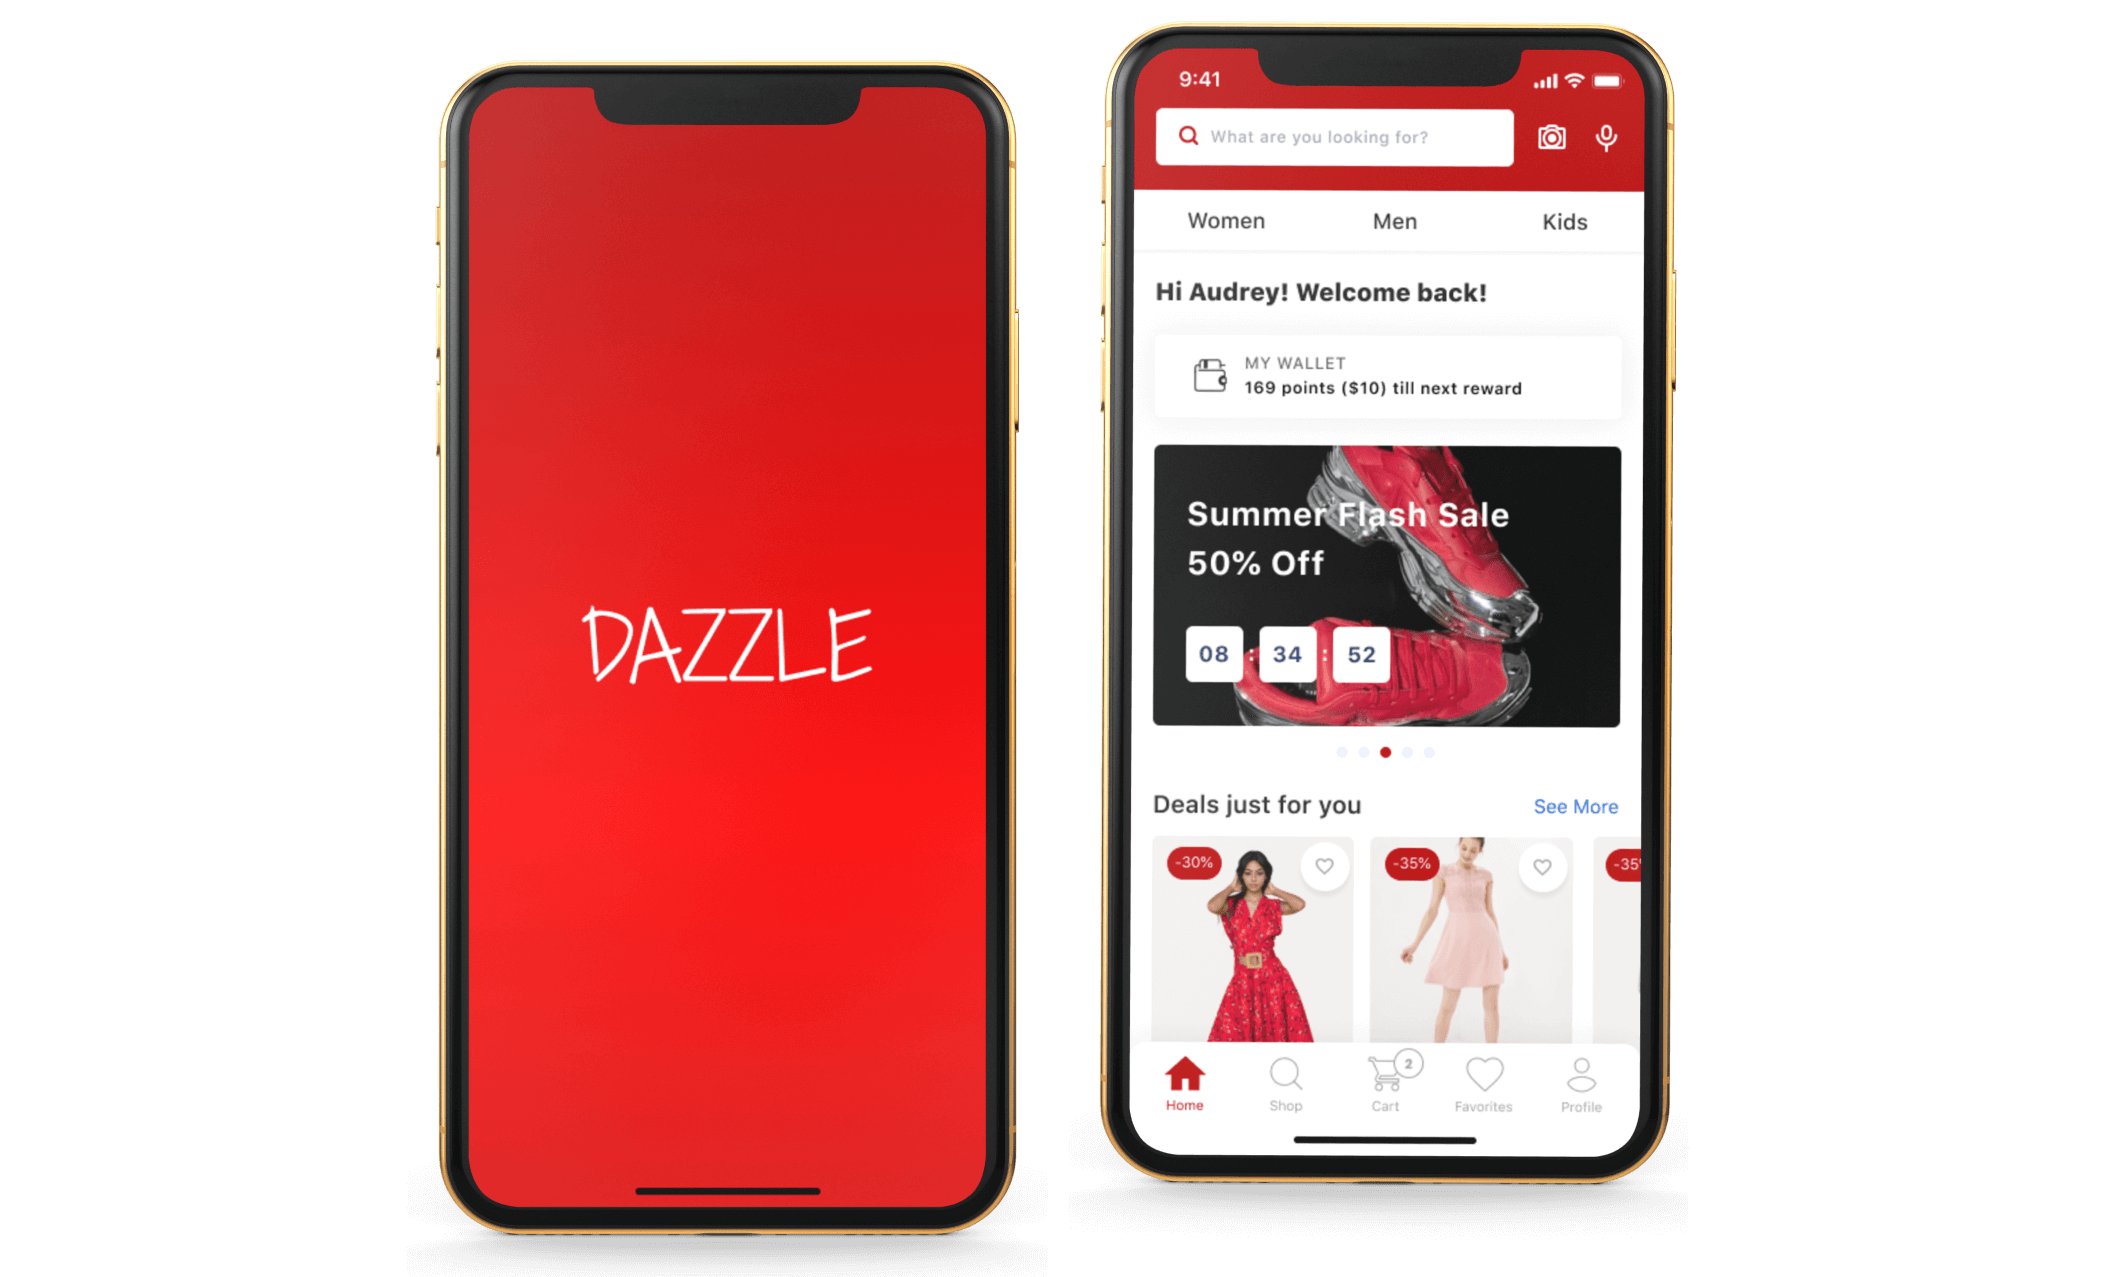 DAZZLE
9:41
What are you looking for?
Women Men Kids
Hi Audrey! Welcome back!
MY WALLET
169 points ($10) till next reward
Summer Flash Sale
50% Off
08 : 34 : 52
Deals just for you See More
-30% -35% -35
2
Home Shop Cart Favorites Profile